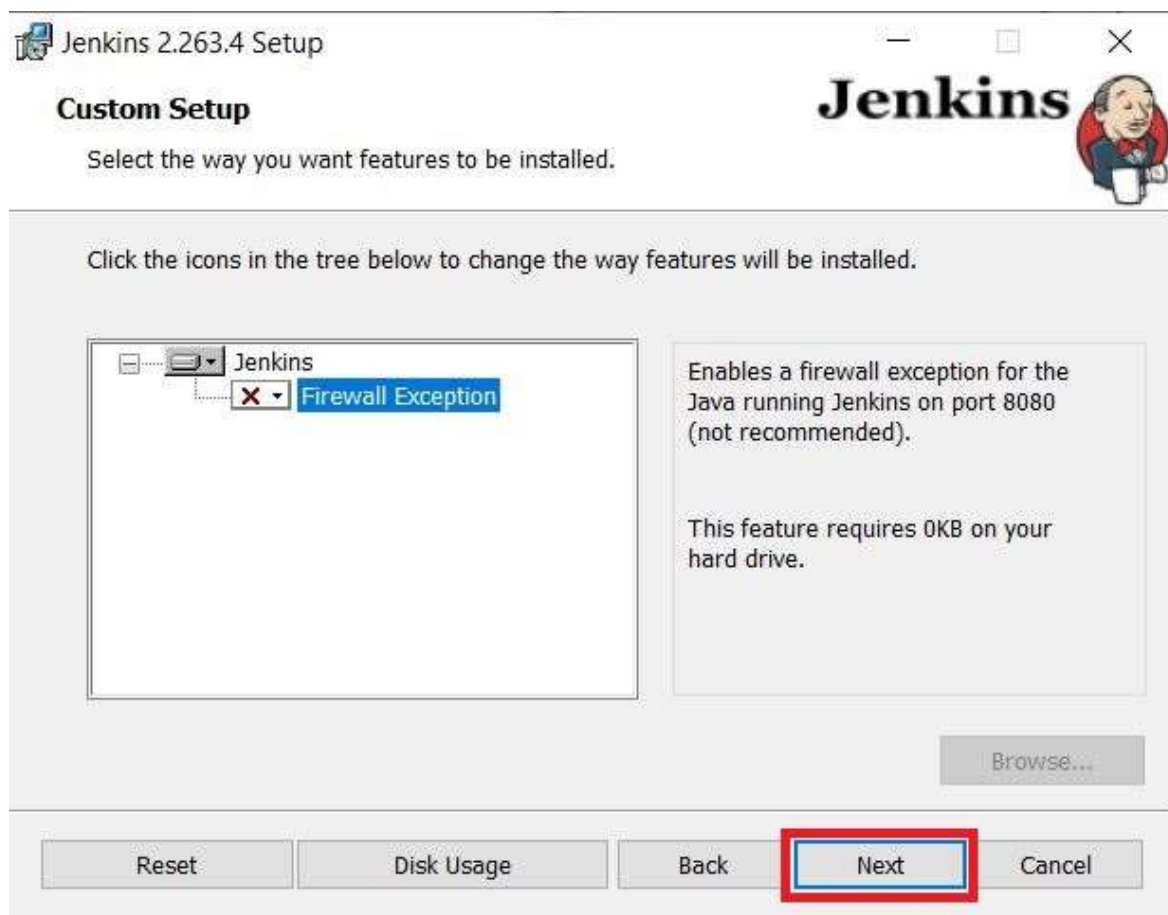 Jenkins 2.263.4 Setup
Custom Setup
Jenkins
Select the way you want features to be installed.
Click the icons in the tree below to change the way features will be installed.
Jenkins
Firewall Exception
Enables a firewall exception for the
Java running Jenkins on port 8080
(not recommended).
This feature requires 0KB on your
hard drive.
Browse...
Reset
Disk Usage
Back
Next
Cancel